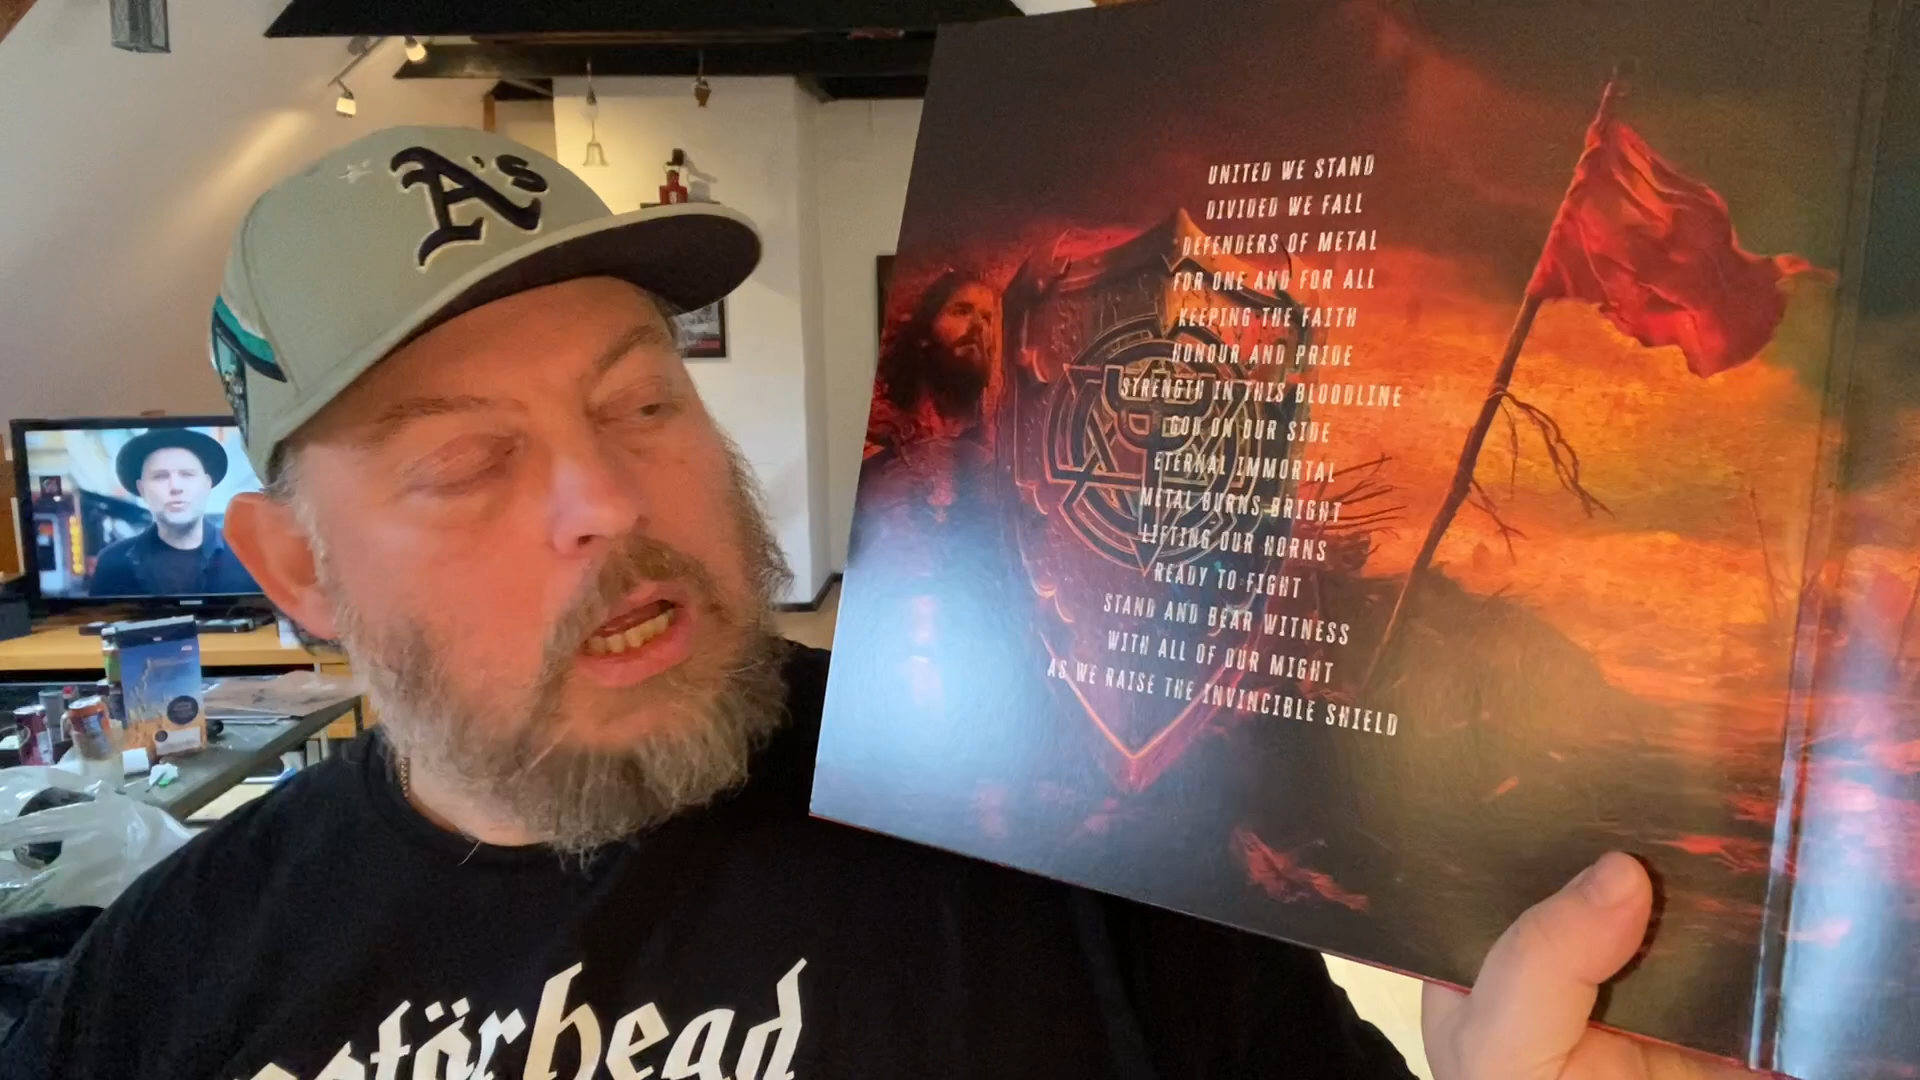 A's
UNITED WE STAND
DIVIDED WE FALL
DEFENDERS OF METAL
FOR ONE AND FOR ALL
KEEPING THE FAITH
HONOUR AND PRIDE
STRENGTH IN THIS BLOODLINE
GOD ON OUR SIDE
ETERNAL IMMORTAL
METAL BURNS BRIGHT
LIFTING OUR HORNS
READY TO FIGHT
STAND AND BEAR WITNESS
WITH ALL OF OUR MIGHT
AS WE RAISE THE INVINCIBLE SHIELD
motörhead